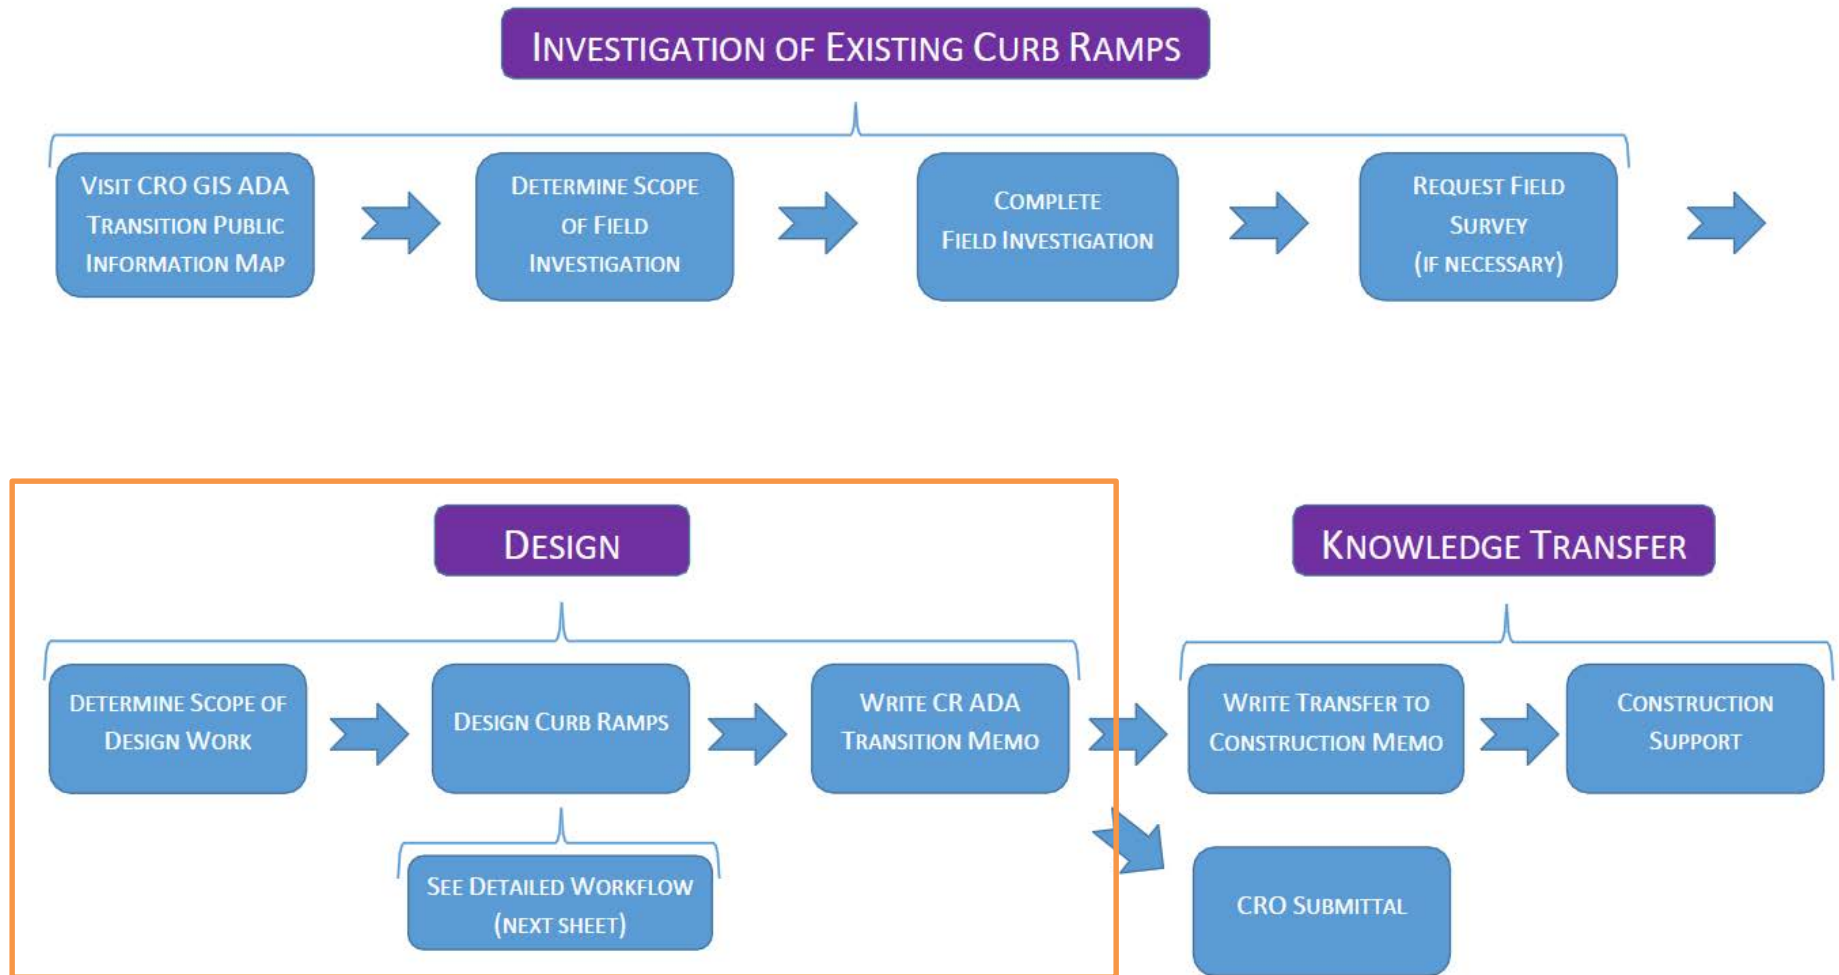 INVESTIGATION OF EXISTING CURB RAMPS
VISIT CRO GIS ADA
TRANSITION PUBLIC
INFORMATION MAP
DETERMINE SCOPE
OF FIELD
INVESTIGATION
COMPLETE
FIELD INVESTIGATION
REQUEST FIELD
SURVEY
(IF NECESSARY)
DESIGN
DETERMINE SCOPE OF
DESIGN WORK
DESIGN CURB RAMPS
WRITE CR ADA
TRANSITION MEMO
SEE DETAILED WORKFLOW
(NEXT SHEET)
KNOWLEDGE TRANSFER
WRITE TRANSFER TO
CONSTRUCTION MEMO
CONSTRUCTION
SUPPORT
CRO SUBMITTAL